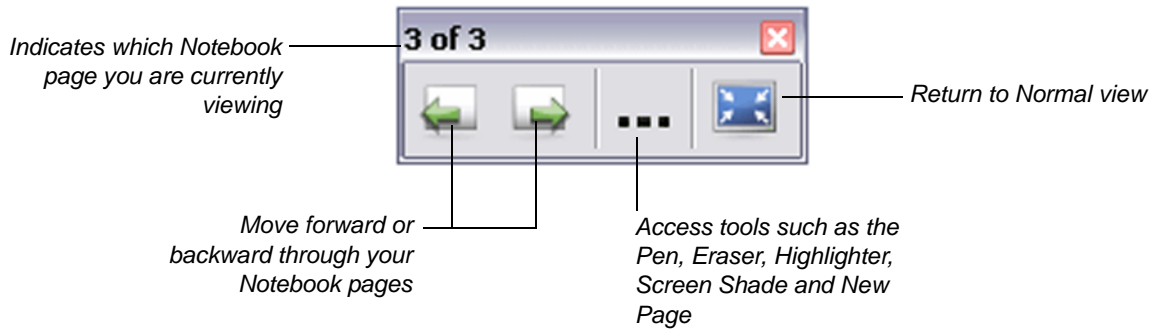 3 of 3
Indicates which Notebook
page you are currently
viewing
Return to Normal view
Move forward or
backward through your
Notebook pages
Access tools such as the
Pen, Eraser, Highlighter,
Screen Shade and New
Page